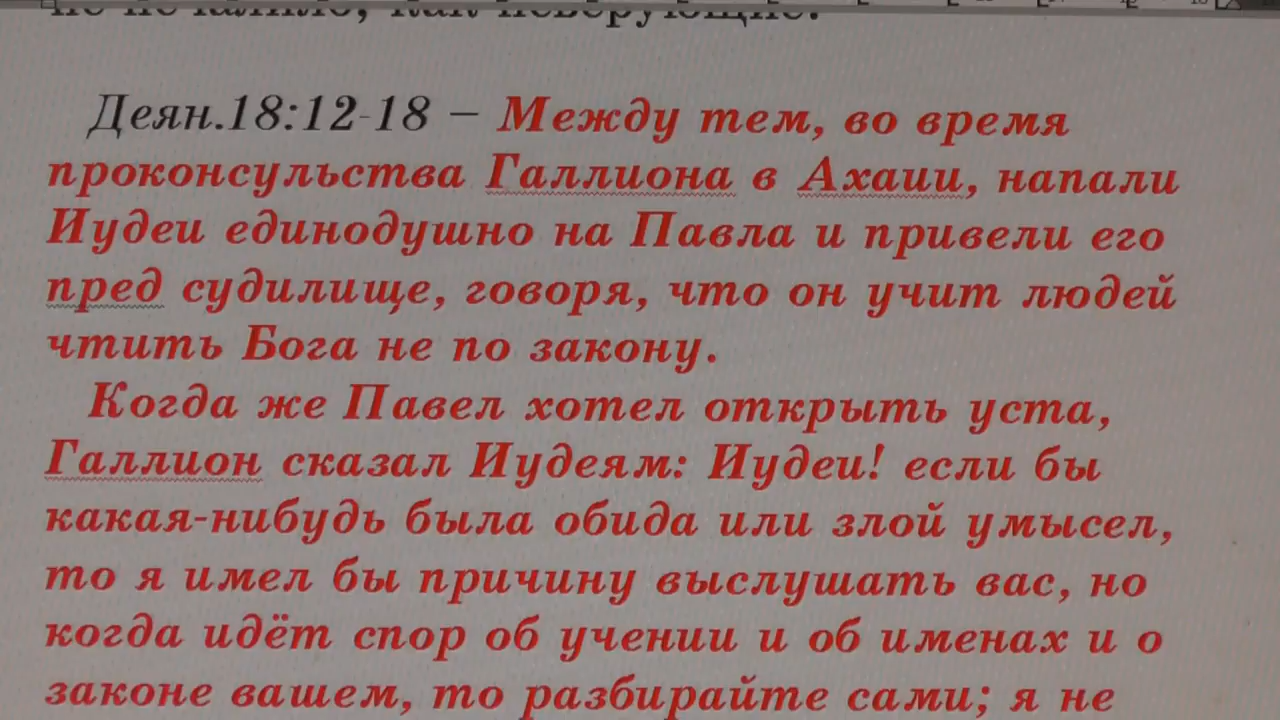 как неверующие.
Деян.18:12-18 – Между тем, во время
проконсульства Галлиона в Ахаии, напали
Иудеи единодушно на Павла и привели его
пред судилище, говоря, что он учит людей
чтить Бога не по закону.
Когда же Павел хотел открыть уста,
Галлион сказал Иудеям: Иудеи! если бы
какая-нибудь была обида или злой умысел,
то я имел бы причину выслушать вас, но
когда идёт спор об учении и об именах и о
законе вашем, то разбирайте сами; я не